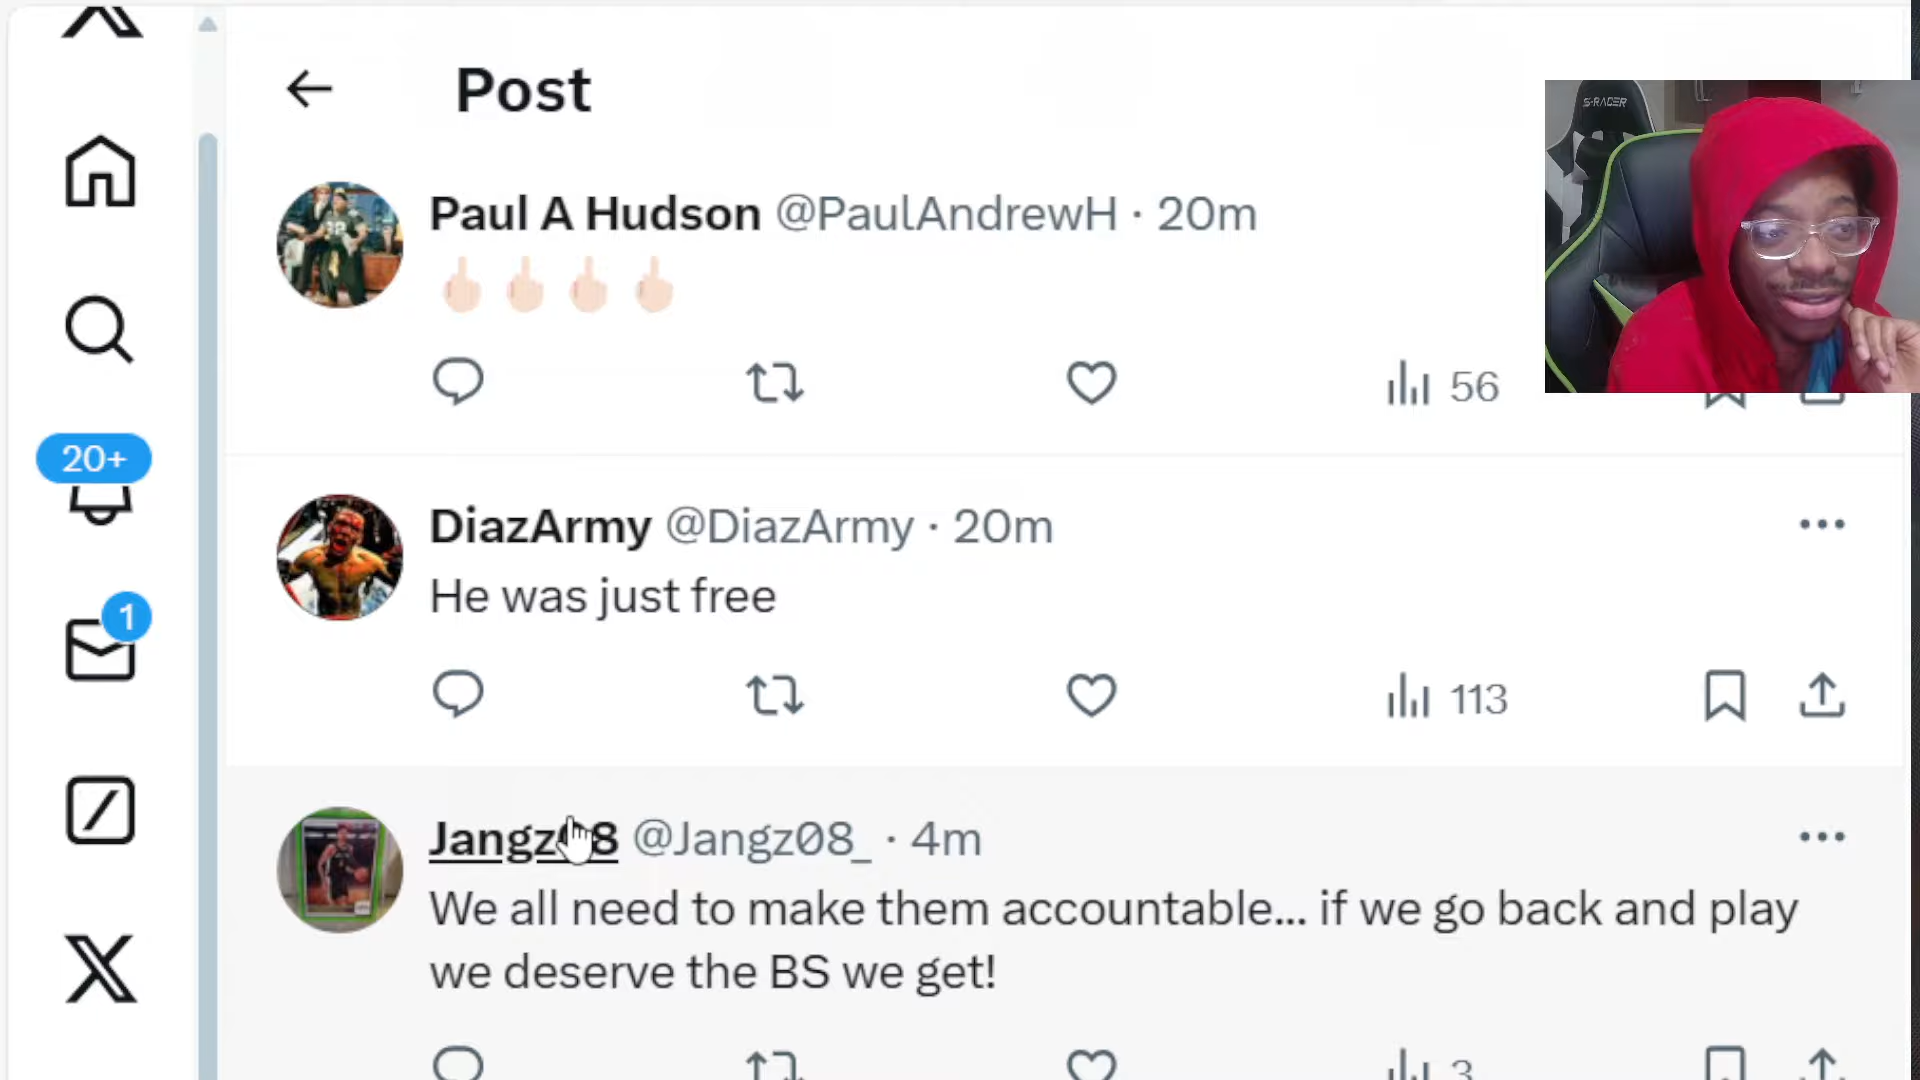 Post
S-RACER
Paul A Hudson @PaulAndrewH · 20m
🖕🏻🖕🏻🖕🏻🖕🏻
56
20+
DiazArmy @DiazArmy · 20m
He was just free
1
113
Jangz08 @Jangz08_ · 4m
We all need to make them accountable... if we go back and play
we deserve the BS we get!
3